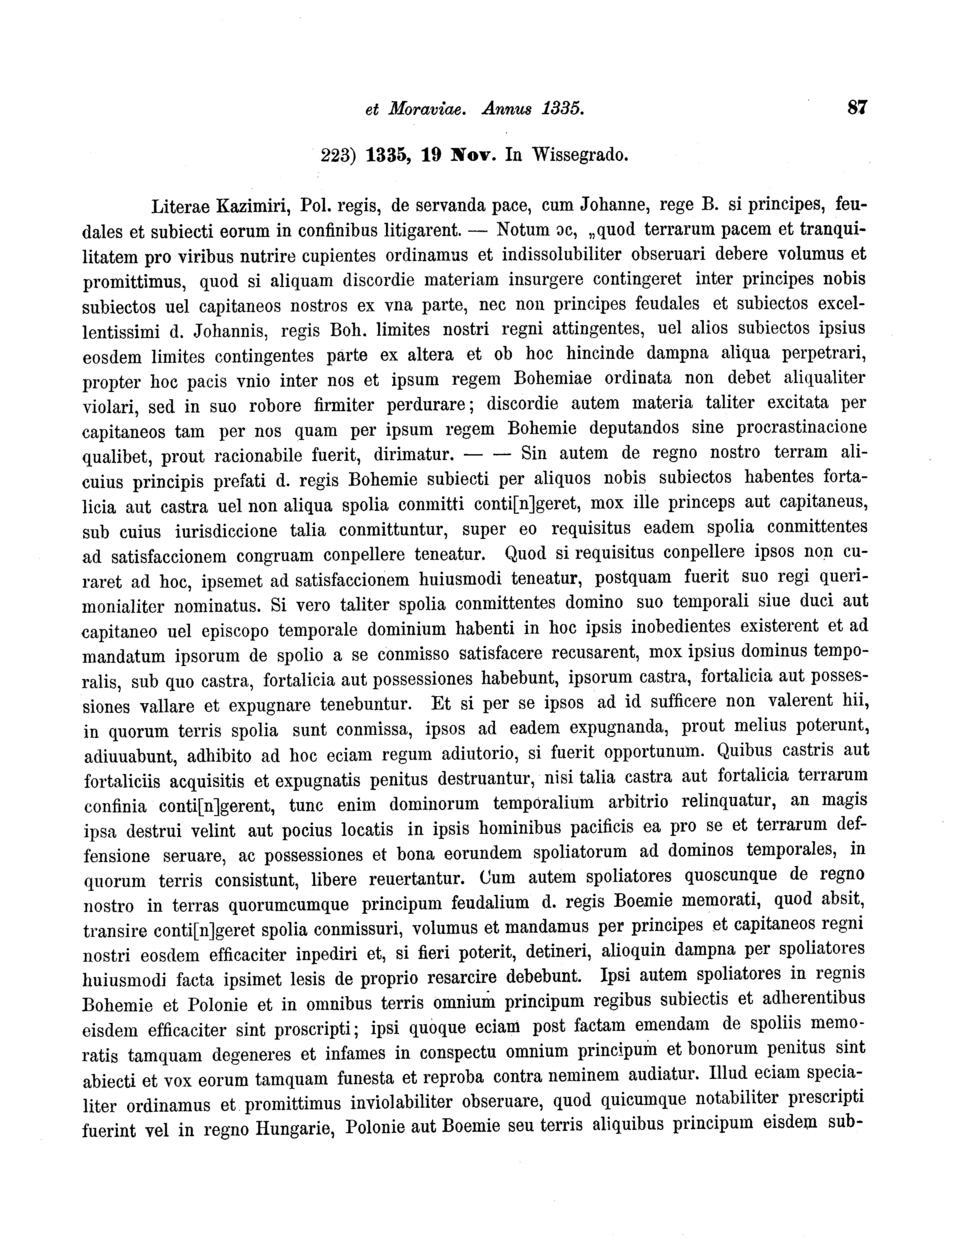 et Moraviae. Annus 1335. 87
223) 1335, 19 Nov. In Wissegrado.
Literae Kazimiri, Pol. regis, de servanda pace, cum Johanne, rege B. si principes, feu-
dales et subiecti eorum in confinibus litigarent. — Notum ɔc, „quod terrarum pacem et tranqui-
litatem pro viribus nutrire cupientes ordinamus et indissolubiliter obseruari debere volumus et
promittimus, quod si aliquam discordie materiam insurgere contingeret inter principes nobis
subiectos uel capitaneos nostros ex vna parte, nec non principes feudales et subiectos excel-
lentissimi d. Johannis, regis Boh. limites nostri regni attingentes, uel alios subiectos ipsius
eosdem limites contingentes parte ex altera et ob hoc hincinde dampna aliqua perpetrari,
propter hoc pacis vnio inter nos et ipsum regem Bohemiae ordinata non debet aliqualiter
violari, sed in suo robore firmiter perdurare; discordie autem materia taliter excitata per
capitaneos tam per nos quam per ipsum regem Bohemie deputandos sine procrastinacione
qualibet, prout racionabile fuerit, dirimatur. — — Sin autem de regno nostro terram ali-
cuius principis prefati d. regis Bohemie subiecti per aliquos nobis subiectos habentes forta-
licia aut castra uel non aliqua spolia conmitti conti[n]geret, mox ille princeps aut capitaneus,
sub cuius iurisdiccione talia conmittuntur, super eo requisitus eadem spolia conmittentes
ad satisfaccionem congruam conpellere teneatur. Quod si requisitus conpellere ipsos non cu-
raret ad hoc, ipsemet ad satisfaccionem huiusmodi teneatur, postquam fuerit suo regi queri-
monialiter nominatus. Si vero taliter spolia conmittentes domino suo temporali siue duci aut
capitaneo uel episcopo temporale dominium habenti in hoc ipsis inobedientes existerent et ad
mandatum ipsorum de spolio a se conmisso satisfacere recusarent, mox ipsius dominus tempo-
ralis, sub quo castra, fortalicia aut possessiones habebunt, ipsorum castra, fortalicia aut posses-
siones vallare et expugnare tenebuntur. Et si per se ipsos ad id sufficere non valerent hii,
in quorum terris spolia sunt conmissa, ipsos ad eadem expugnanda, prout melius poterunt,
adiuuabunt, adhibito ad hoc eciam regum adiutorio, si fuerit opportunum. Quibus castris aut
fortaliciis acquisitis et expugnatis penitus destruantur, nisi talia castra aut fortalicia terrarum
confinia conti[n]gerent, tunc enim dominorum temporalium arbitrio relinquatur, an magis
ipsa destrui velint aut pocius locatis in ipsis hominibus pacificis ea pro se et terrarum def-
fensione seruare, ac possessiones et bona eorundem spoliatorum ad dominos temporales, in
quorum terris consistunt, libere reuertantur. Cum autem spoliatores quoscunque de regno
nostro in terras quorumcumque principum feudalium d. regis Boemie memorati, quod absit,
transire conti[n]geret spolia conmissuri, volumus et mandamus per principes et capitaneos regni
nostri eosdem efficaciter inpediri et, si fieri poterit, detineri, alioquin dampna per spoliatores
huiusmodi facta ipsimet lesis de proprio resarcire debebunt. Ipsi autem spoliatores in regnis
Bohemie et Polonie et in omnibus terris omnium principum regibus subiectis et adherentibus
eisdem efficaciter sint proscripti; ipsi quoque eciam post factam emendam de spoliis memo-
ratis tamquam degeneres et infames in conspectu omnium principum et bonorum penitus sint
abiecti et vox eorum tamquam funesta et reproba contra neminem audiatur. Illud eciam specia-
liter ordinamus et promittimus inviolabiliter obseruare, quod quicumque notabiliter prescripti
fuerint vel in regno Hungarie, Polonie aut Boemie seu terris aliquibus principum eisdem sub-